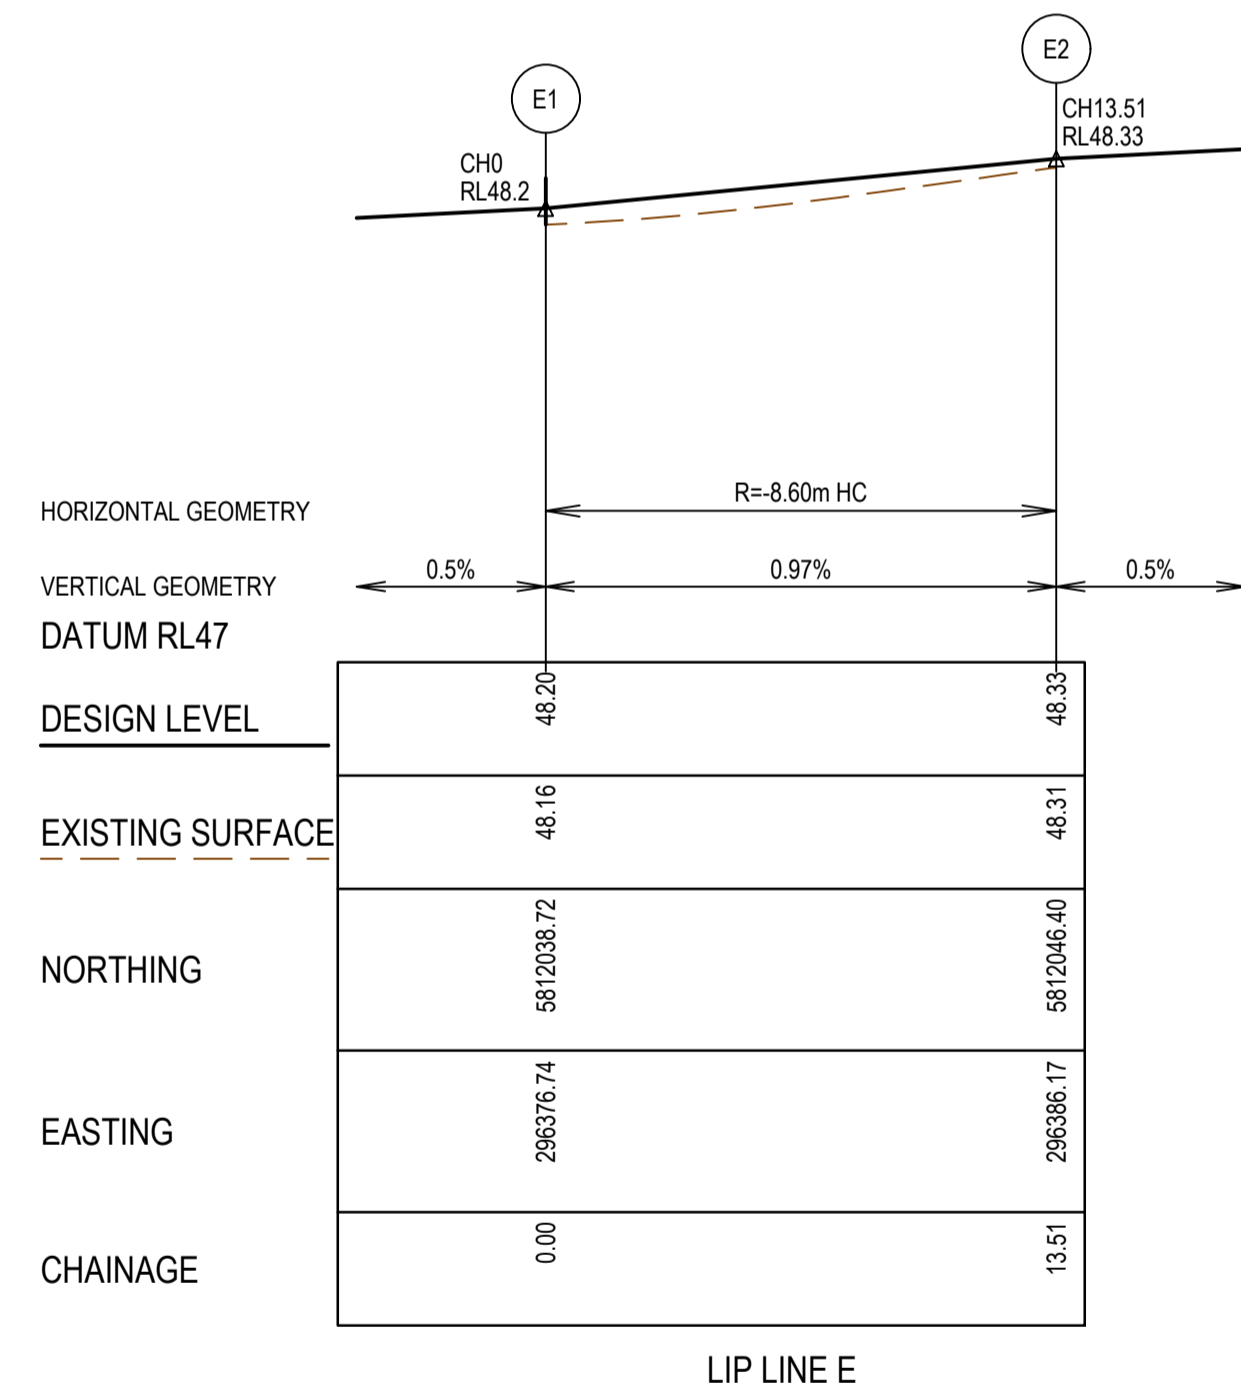 E1
E2
CH13.51
RL48.33
CH0
RL48.2
HORIZONTAL GEOMETRY
R=-8.60m HC
VERTICAL GEOMETRY
0.5%
0.97%
0.5%
DATUM RL47
DESIGN LEVEL
48.20
48.33
EXISTING SURFACE
48.16
48.31
NORTHING
5812038.72
5812046.40
EASTING
296376.74
296386.17
CHAINAGE
0.00
13.51
LIP LINE E